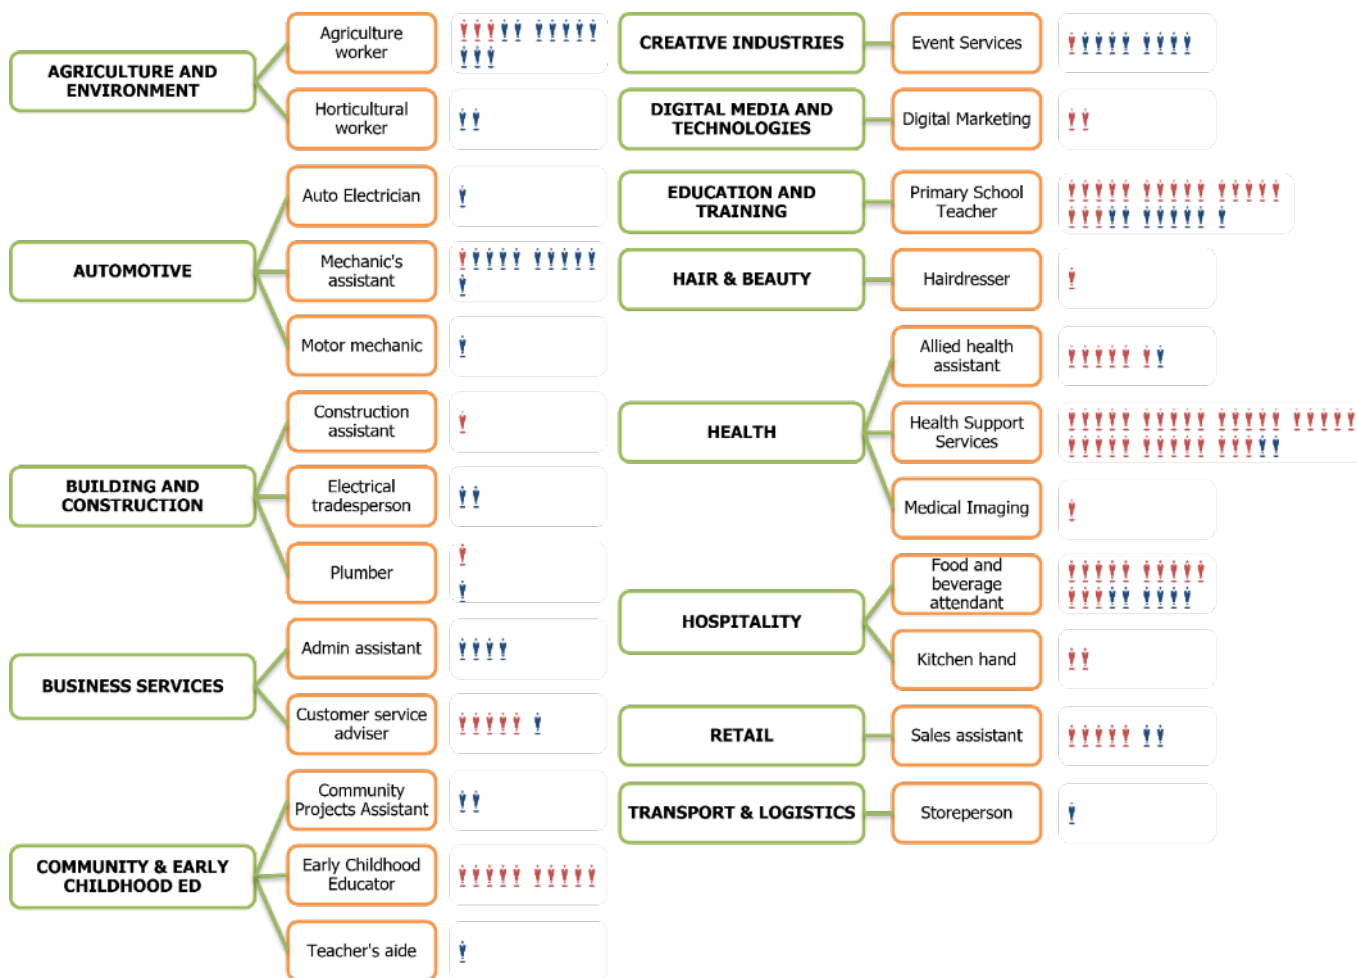 AGRICULTURE AND
ENVIRONMENT
Agriculture
worker
Horticultural
worker
AUTOMOTIVE
Auto Electrician
Mechanic's
assistant
Motor mechanic
BUILDING AND
CONSTRUCTION
Construction
assistant
Electrical
tradesperson
Plumber
BUSINESS SERVICES
Admin assistant
Customer service
adviser
COMMUNITY & EARLY
CHILDHOOD ED
Community
Projects Assistant
Early Childhood
Educator
Teacher's aide
CREATIVE INDUSTRIES
Event Services
DIGITAL MEDIA AND
TECHNOLOGIES
Digital Marketing
EDUCATION AND
TRAINING
Primary School
Teacher
HAIR & BEAUTY
Hairdresser
HEALTH
Allied health
assistant
Health Support
Services
Medical Imaging
HOSPITALITY
Food and
beverage
attendant
Kitchen hand
RETAIL
Sales assistant
TRANSPORT & LOGISTICS
Storeperson